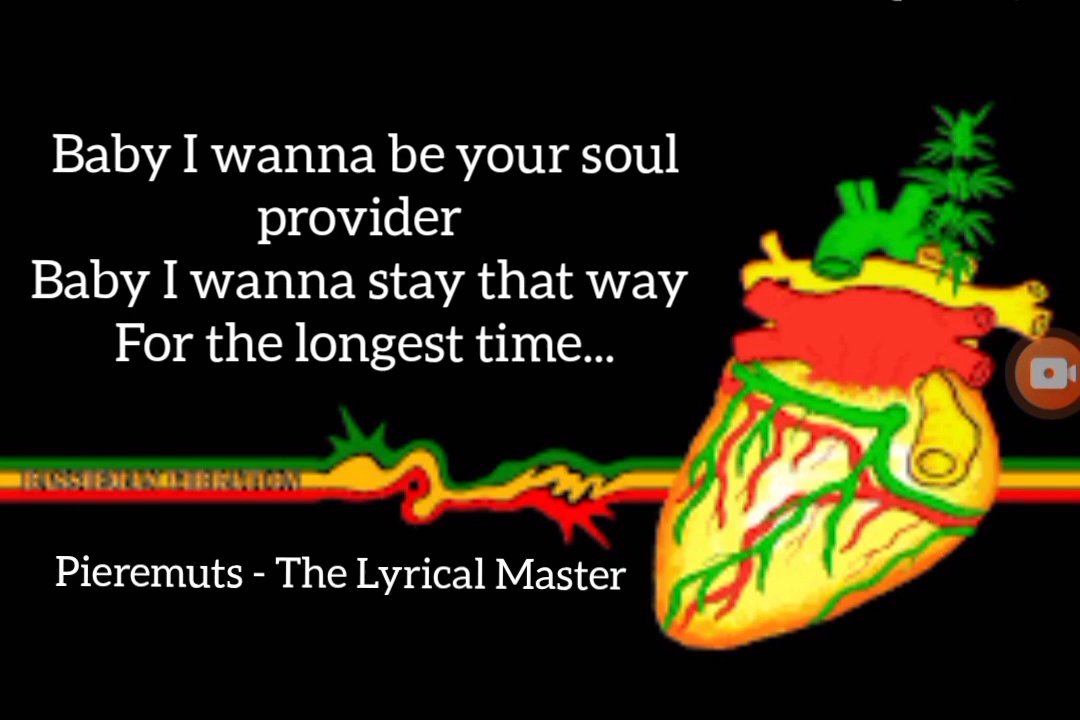 Baby I wanna be your soul
provider
Baby I wanna stay that way
For the longest time...
VIBRATION
Pieremuts - The Lyrical Master